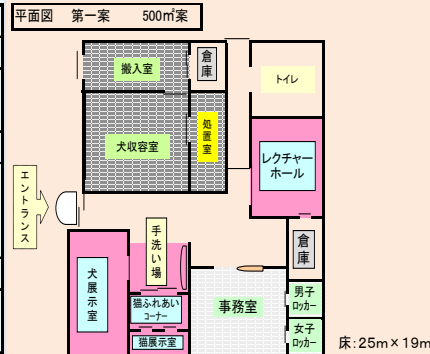 平面図 第一案 500㎡案
搬入室
倉庫
トイレ
犬収容室
処置室
レクチャー
ホール
エントランス
手洗い場
倉庫
犬展示室
猫ふれあい
コーナー
事務室
男子
ロッカー
猫展示室
女子
ロッカー
床:25m×19m